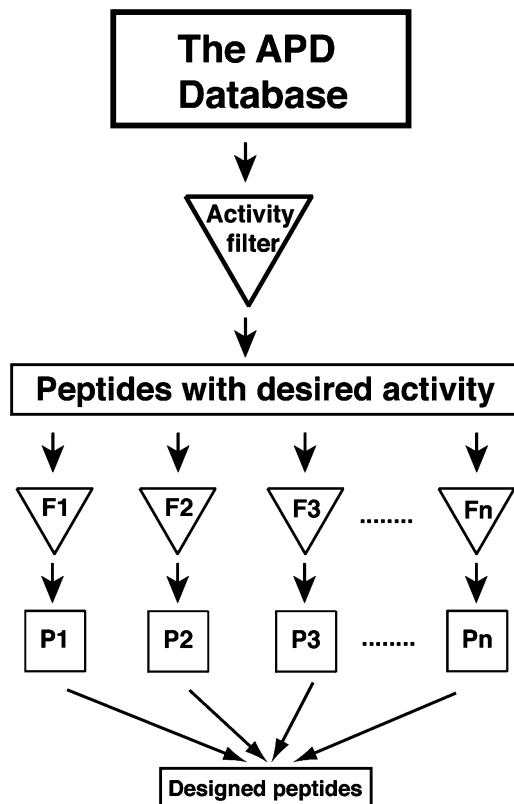 The APD
Database
Activity
filter
Peptides with desired activity
F1 F2 F3 ........ Fn
P1 P2 P3 ........ Pn
Designed peptides